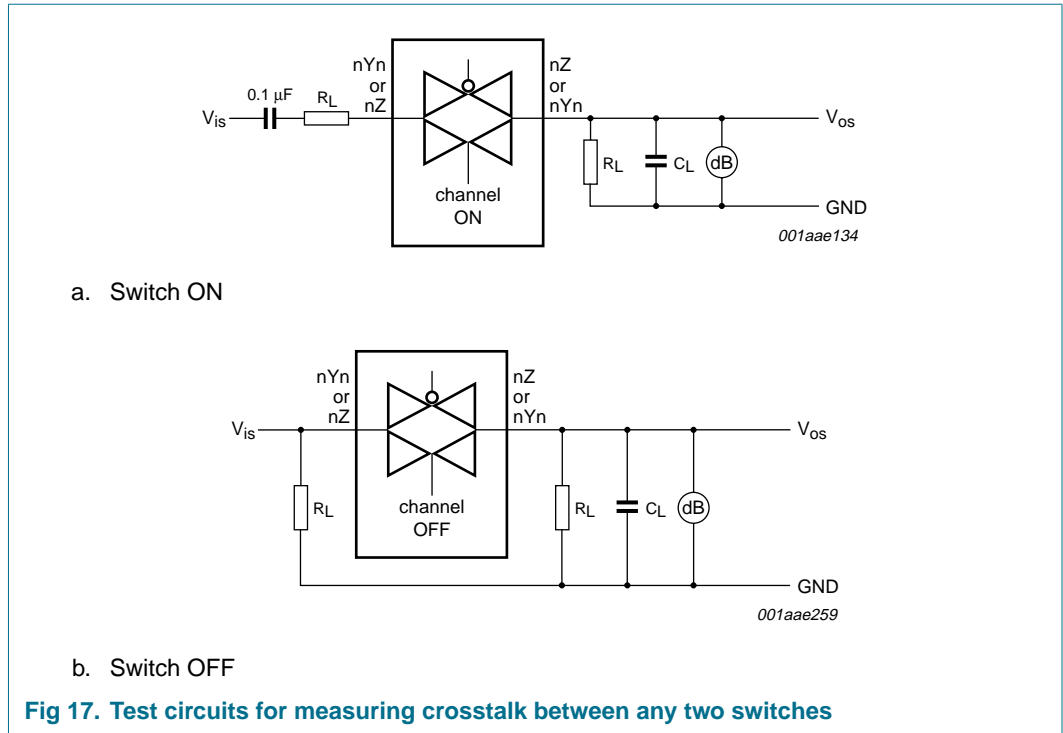 nYn
or
nZ
nZ
or
nYn
0.1 μF
RL
Vis
Vos
RL
CL
dB
channel
ON
GND
001aae134
a. Switch ON
nYn
or
nZ
nZ
or
nYn
Vis
Vos
RL
channel
OFF
RL
CL
dB
GND
001aae259
b. Switch OFF
Fig 17. Test circuits for measuring crosstalk between any two switches